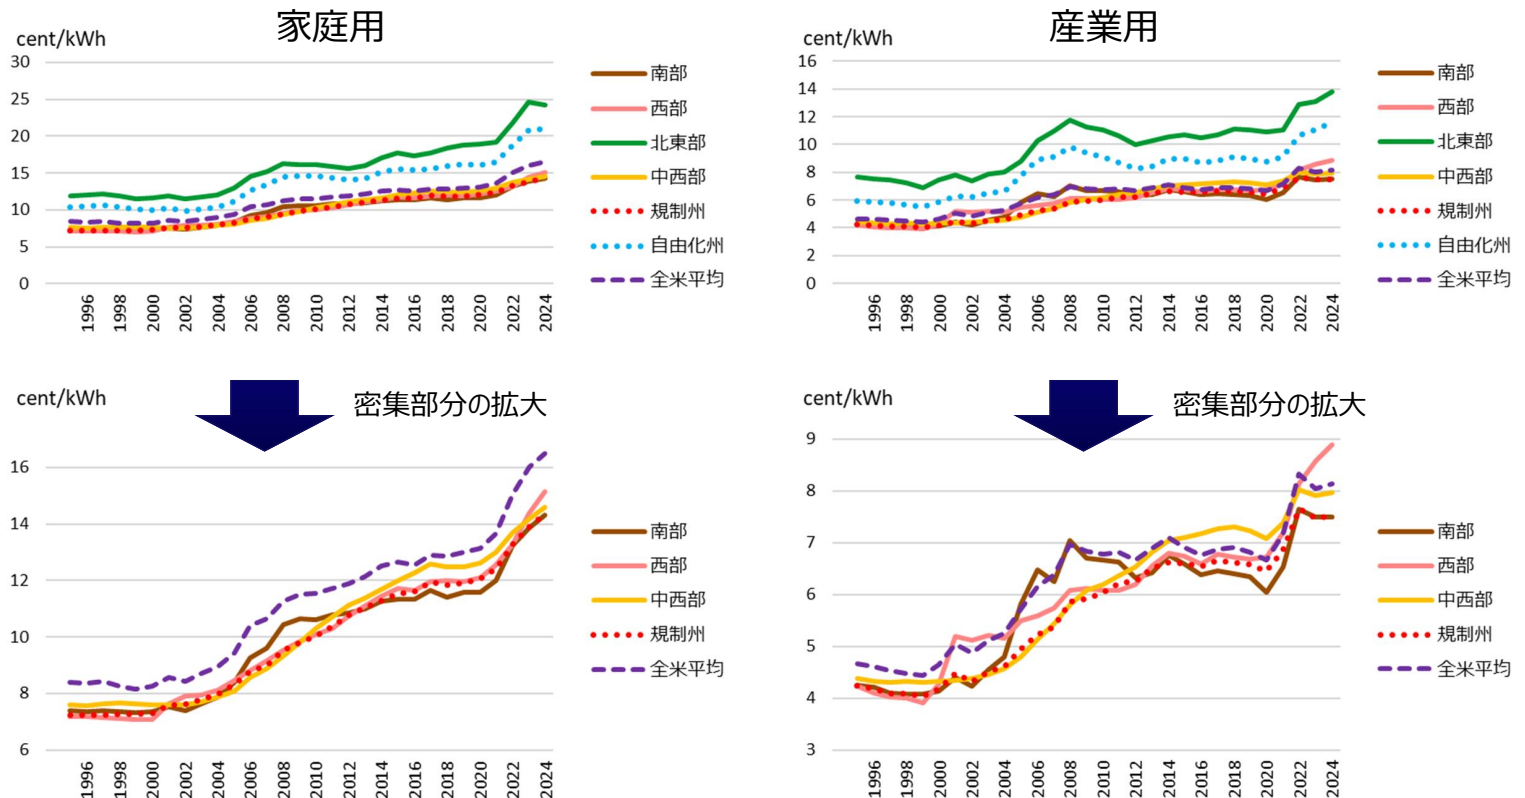 家庭用
cent/kWh
30
25
20
15
10
5
0
1996
1998
2000
2002
2004
2006
2008
2010
2012
2014
2016
2018
2020
2022
2024
南部
西部
北東部
中西部
規制州
自由化州
全米平均
産業用
cent/kWh
16
14
12
10
8
6
4
2
0
1996
1998
2000
2002
2004
2006
2008
2010
2012
2014
2016
2018
2020
2022
2024
南部
西部
北東部
中西部
規制州
自由化州
全米平均
cent/kWh
密集部分の拡大
16
14
12
10
8
6
1996
1998
2000
2002
2004
2006
2008
2010
2012
2014
2016
2018
2020
2022
2024
南部
西部
中西部
規制州
全米平均
cent/kWh
密集部分の拡大
9
8
7
6
5
4
3
1996
1998
2000
2002
2004
2006
2008
2010
2012
2014
2016
2018
2020
2022
2024
南部
西部
中西部
規制州
全米平均